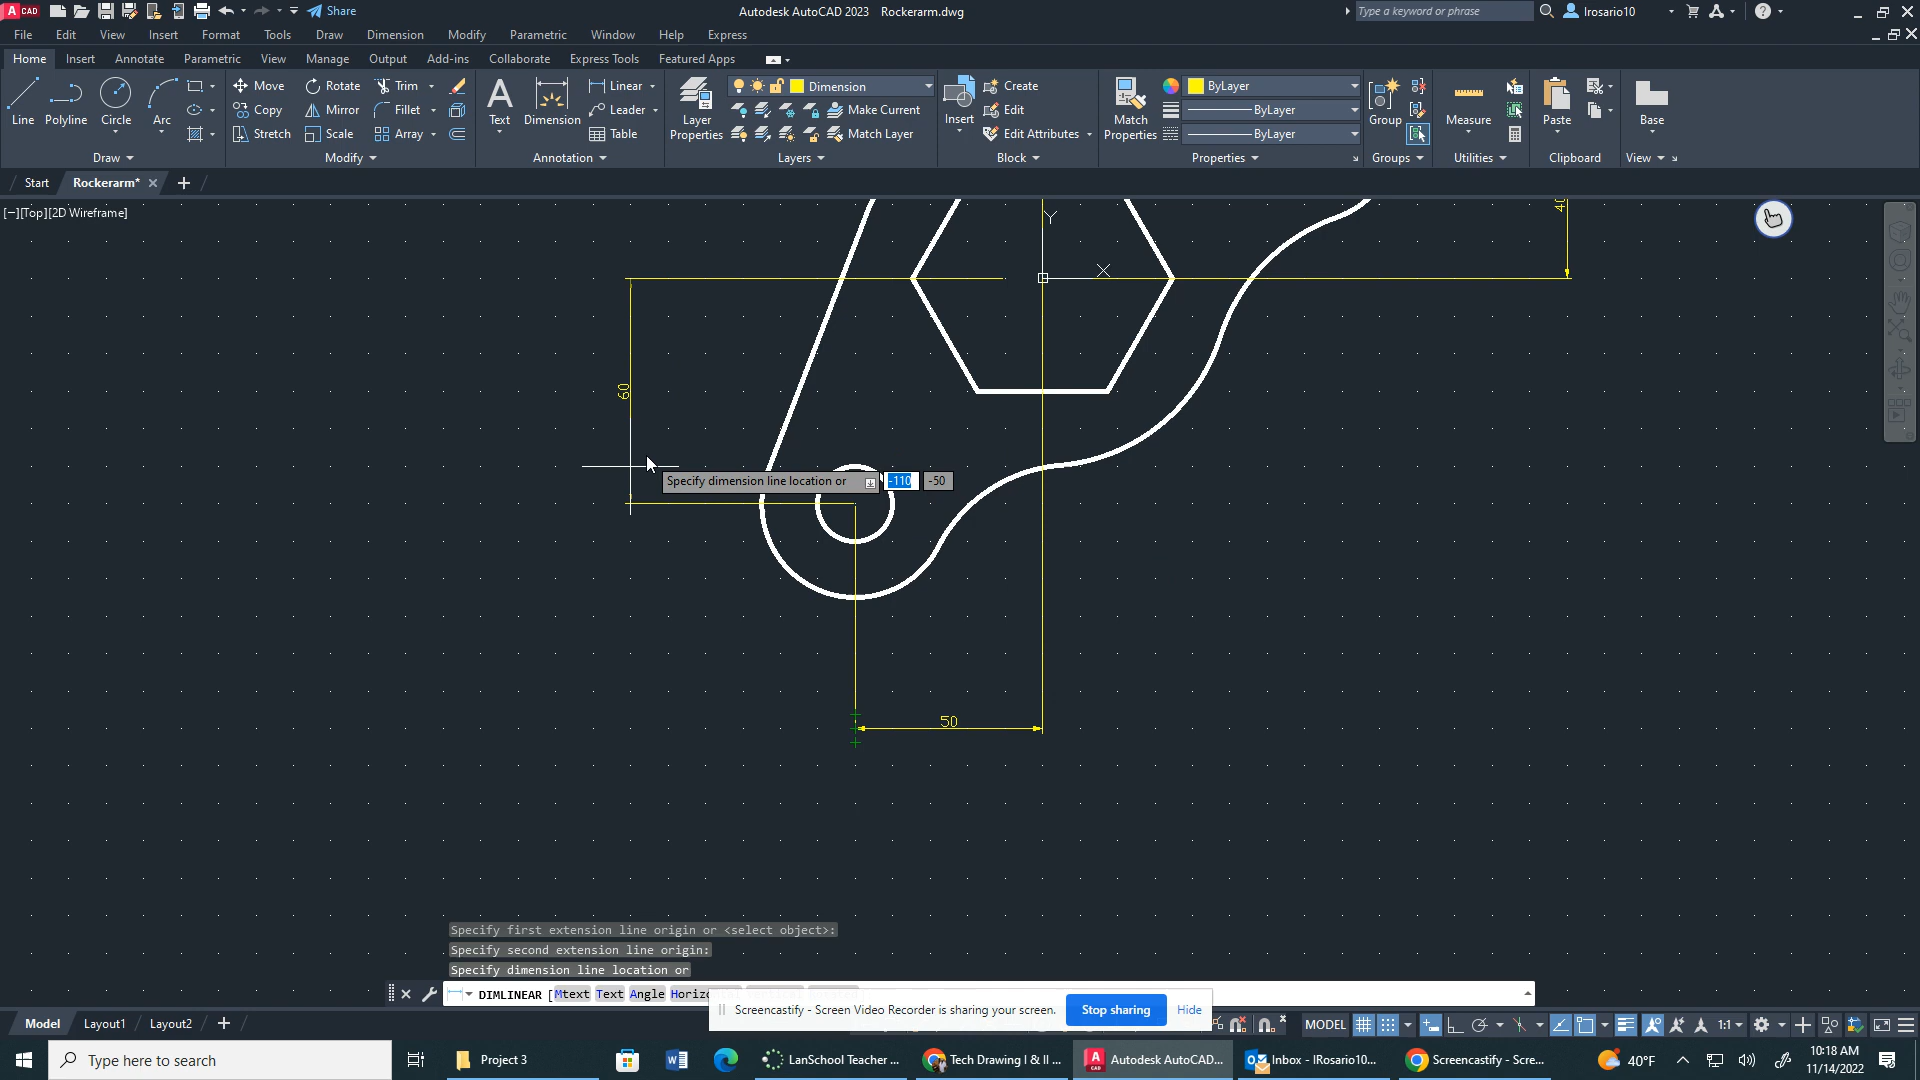 CAD
Share
Autodesk AutoCAD 2023 Rockerarm.dwg
Type a keyword or phrase
lrosario10
File Edit View Insert Format Tools Draw Dimension Modify Parametric Window Help Express
Home Insert Annotate Parametric View Manage Output Add-ins Collaborate Express Tools Featured Apps
Line Polyline Circle Arc
Move Rotate Trim
Copy Mirror Fillet
Stretch Scale Array
Text Dimension
Linear
Leader
Table
Layer Properties
Dimension
Make Current
Match Layer
Insert
Create
Edit
Edit Attributes
Match Properties
ByLayer
ByLayer
ByLayer
Group
Measure
Paste
Base
Draw Modify Annotation Layers Block Properties Groups Utilities Clipboard View
Start Rockerarm* +
[−][Top][2D Wireframe]
Y
X
40
60
Specify dimension line location or -110 -50
50
Specify first extension line origin or <select object>:
Specify second extension line origin:
Specify dimension line location or
DIMLINEAR [Mtext Text Angle
Screencastify - Screen Video Recorder is sharing your screen. Stop sharing Hide
Model Layout1 Layout2 +
MODEL 1:1
Type here to search
Project 3
LanSchool Teacher ...
Tech Drawing I & II ...
Autodesk AutoCAD...
Inbox - IRosario10...
Screencastify - Scre...
40°F
10:18 AM
11/14/2022